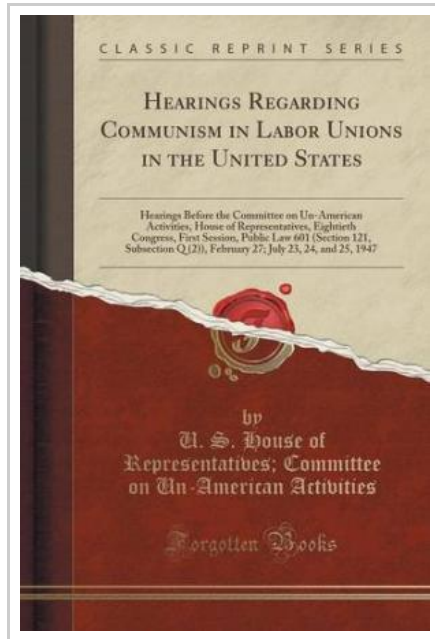 CLASSIC REPRINT SERIES
HEARINGS REGARDING
COMMUNISM IN LABOR UNIONS
IN THE UNITED STATES
Hearings Before the Committee on Un-American
Activities, House of Representatives, Eightieth
Congress, First Session, Public Law 601 (Section 121,
Subsection Q (2)), February 27; July 23, 24, and 25, 1947
by
U. S. House of
Representatives; Committee
on Un-American Activities
Forgotten Books